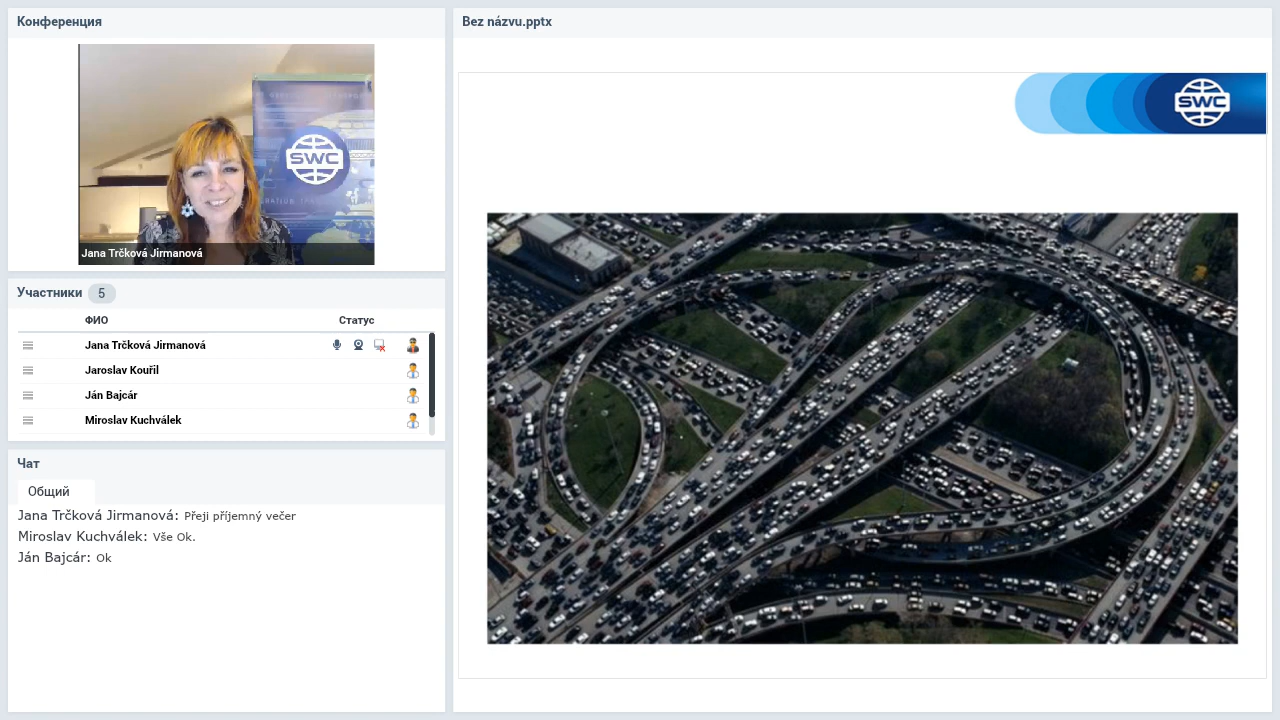 Конференция
SWC
Jana Trčková Jirmanová
Участники 5
ФИО Статус
Jana Trčková Jirmanová
Jaroslav Kouřil
Ján Bajcár
Miroslav Kuchválek
Чат
Общий
Jana Trčková Jirmanová: Přeji příjemný večer
Miroslav Kuchválek: Vše Ok.
Ján Bajcár: Ok
Bez názvu.pptx
SWC